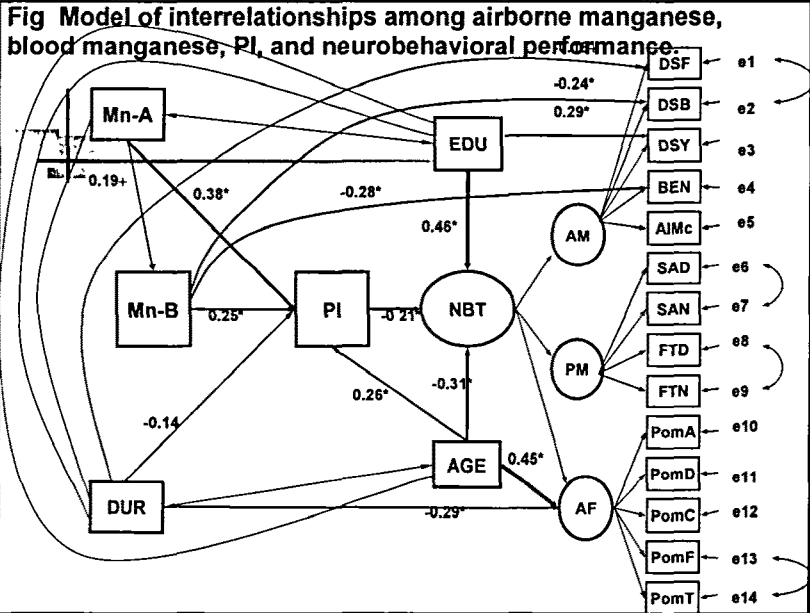 Fig Model of interrelationships among airborne manganese,
blood manganese, PI, and neurobehavioral performance.
DSF e1
-0.24*
Mn-A DSB e2
0.29*
EDU DSY e3
0.19+ 0.38* -0.28* BEN e4
0.46* AM AIMc e5
SAD e6
Mn-B 0.25* PI -0.21* NBT SAN e7
FTD e8
PM
-0.31* FTN e9
0.26*
-0.14 PomA e10
AGE 0.45* PomD e11
DUR -0.29* AF PomC e12
PomF e13
PomT e14